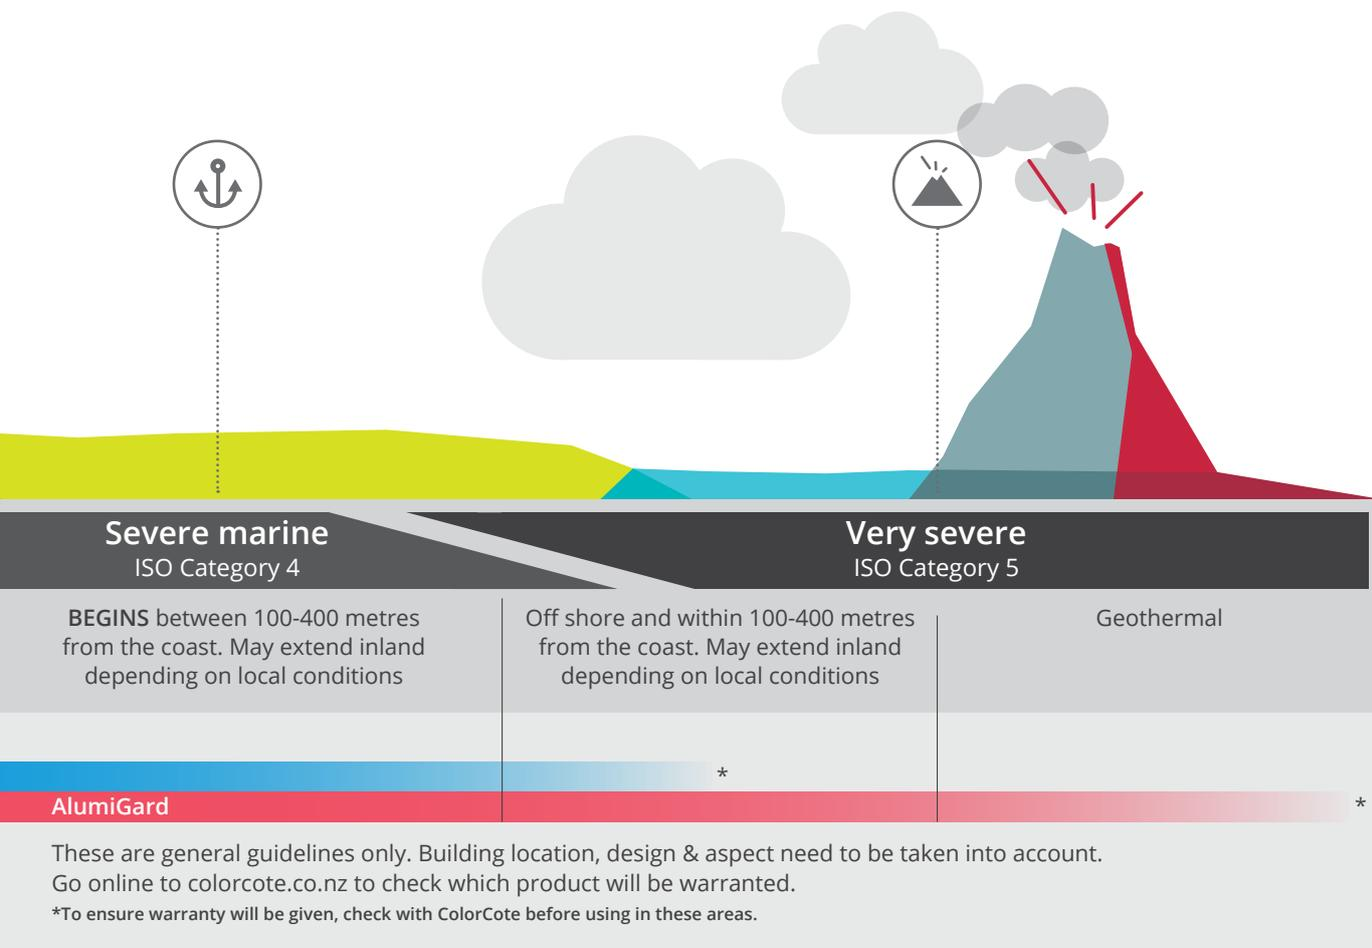 Severe marine
ISO Category 4
Very severe
ISO Category 5
BEGINS between 100-400 metres
from the coast. May extend inland
depending on local conditions
Off shore and within 100-400 metres
from the coast. May extend inland
depending on local conditions
Geothermal
*
AlumiGard
*
These are general guidelines only. Building location, design & aspect need to be taken into account.
Go online to colorcote.co.nz to check which product will be warranted.
*To ensure warranty will be given, check with ColorCote before using in these areas.